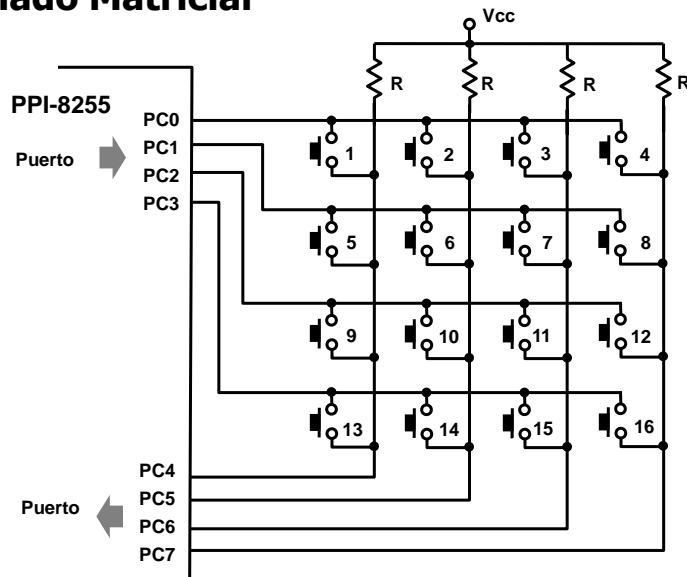 lado Matricial
Vcc
R R R R
PPI-8255
PC0
PC1
Puerto
PC2
PC3
1 2 3 4
5 6 7 8
9 10 11 12
13 14 15 16
PC4
PC5
Puerto
PC6
PC7